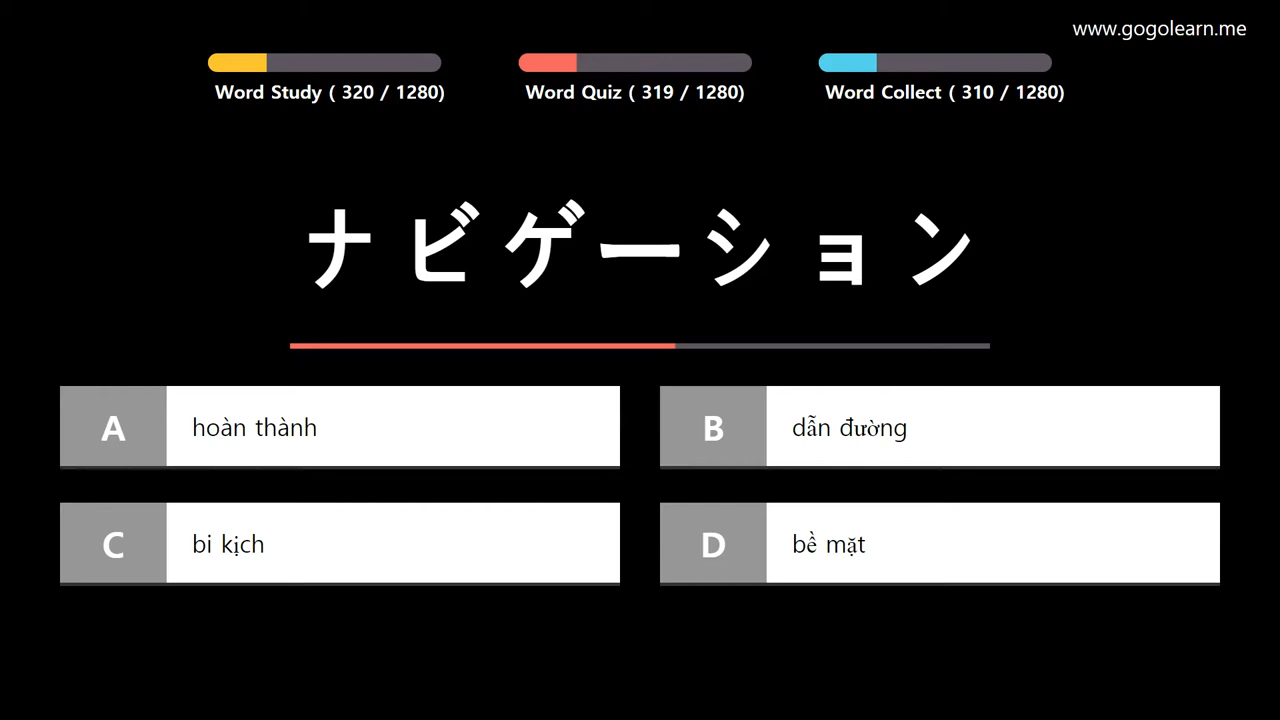 www.gogolearn.me
Word Study ( 320 / 1280)
Word Quiz ( 319 / 1280)
Word Collect ( 310 / 1280)
ナビゲーション
A hoàn thành
B dẫn đường
C bi kịch
D bề mặt